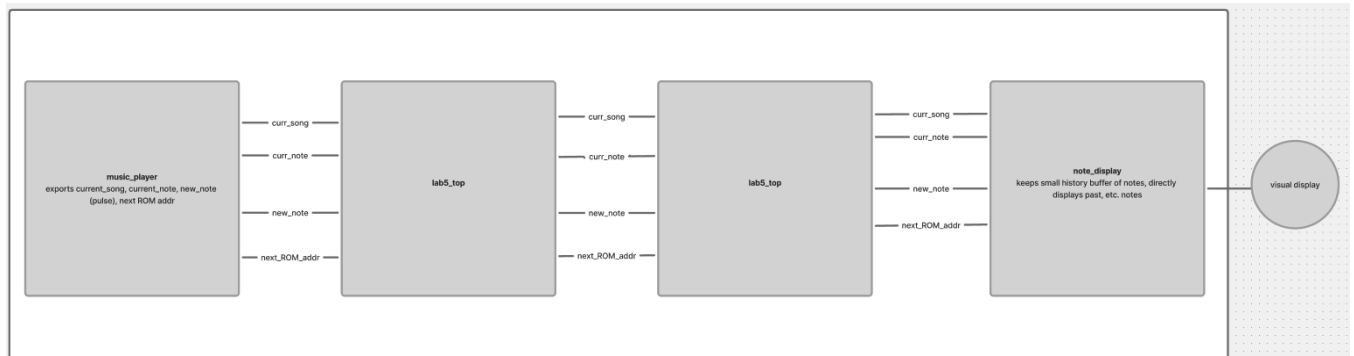 music_player
exports current_song, current_note, new_note
(pulse), next ROM addr
curr_song
curr_note
new_note
next_ROM_addr
lab5_top
curr_song
curr_note
new_note
next_ROM_addr
lab5_top
curr_song
curr_note
new_note
next_ROM_addr
note_display
keeps small history buffer of notes, directly
displays past, etc. notes
visual display